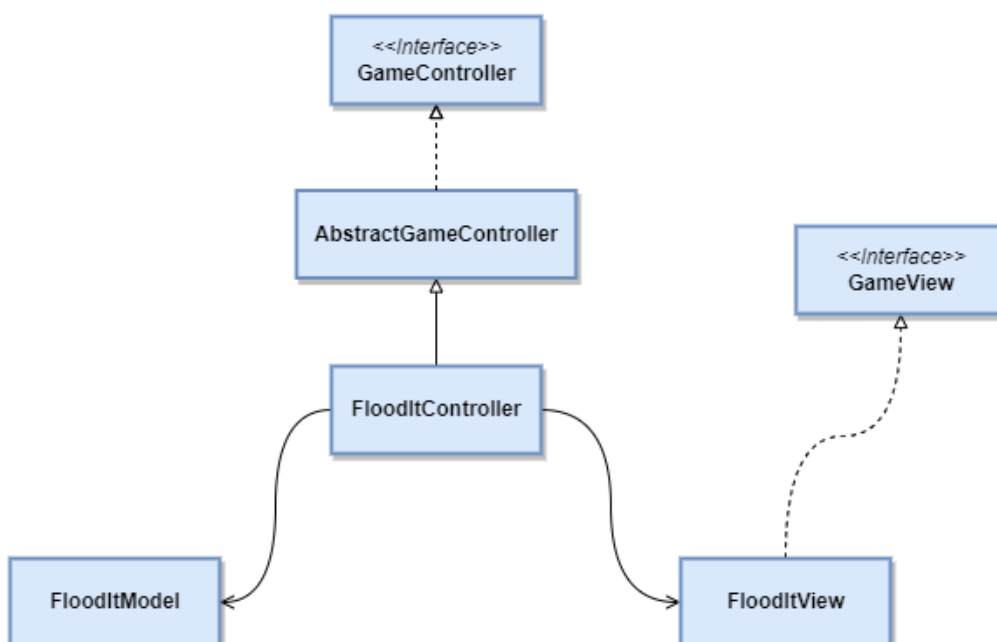 <<Interface>>
GameController
AbstractGameController
<<Interface>>
GameView
FloodItController
FloodItModel
FloodItView